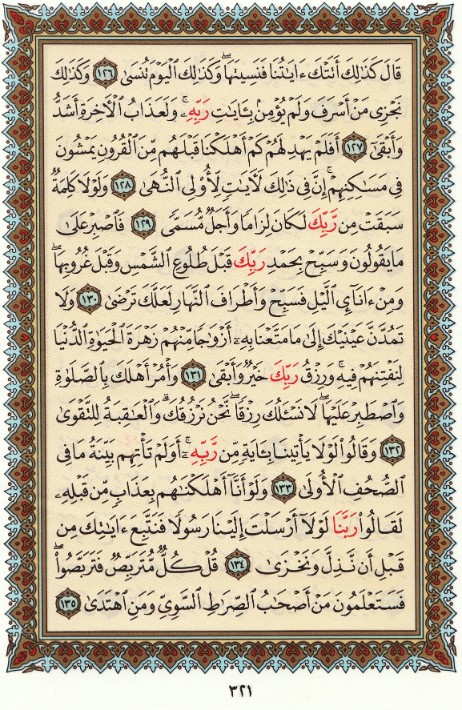 قَالَ كَذَٰلِكَ أَتَتْكَ ءَايَٰتُنَا فَنَسِيتَهَا ۖ وَكَذَٰلِكَ ٱلْيَوْمَ تُنسَىٰ ١٢٦ وَكَذَٰلِكَ
نَجْزِى مَنْ أَسْرَفَ وَلَمْ يُؤْمِنۢ بِـَٔايَٰتِ رَبِّهِۦ ۚ وَلَعَذَابُ ٱلْءَاخِرَةِ أَشَدُّ
وَأَبْقَىٰٓ ١٢٧ أَفَلَمْ يَهْدِ لَهُمْ كَمْ أَهْلَكْنَا قَبْلَهُم مِّنَ ٱلْقُرُونِ يَمْشُونَ
فِى مَسَٰكِنِهِمْ ۗ إِنَّ فِى ذَٰلِكَ لَءَايَٰتٍ لِّأُو۟لِى ٱلنُّهَىٰ ١٢٨ وَلَوْلَا كَلِمَةٌ
سَبَقَتْ مِن رَّبِّكَ لَكَانَ لِزَامًا وَأَجَلٌ مُّسَمًّى ١٢٩ فَٱصْبِرْ عَلَىٰ
مَا يَقُولُونَ وَسَبِّحْ بِحَمْدِ رَبِّكَ قَبْلَ طُلُوعِ ٱلشَّمْسِ وَقَبْلَ غُرُوبِهَا ۖ
وَمِنْ ءَانَآئِ ٱلَّيْلِ فَسَبِّحْ وَأَطْرَافَ ٱلنَّهَارِ لَعَلَّكَ تَرْضَىٰ ١٣٠ وَلَا
تَمُدَّنَّ عَيْنَيْكَ إِلَىٰ مَا مَتَّعْنَا بِهِۦٓ أَزْوَٰجًا مِّنْهُمْ زَهْرَةَ ٱلْحَيَوٰةِ ٱلدُّنْيَا
لِنَفْتِنَهُمْ فِيهِ ۚ وَرِزْقُ رَبِّكَ خَيْرٌ وَأَبْقَىٰ ١٣١ وَأْمُرْ أَهْلَكَ بِٱلصَّلَوٰةِ
وَٱصْطَبِرْ عَلَيْهَا ۖ لَا نَسْـَٔلُكَ رِزْقًا ۖ نَّحْنُ نَرْزُقُكَ ۗ وَٱلْعَٰقِبَةُ لِلتَّقْوَىٰ
١٣٢ وَقَالُوا۟ لَوْلَا يَأْتِينَا بِـَٔايَةٍ مِّن رَّبِّهِۦٓ ۚ أَوَلَمْ تَأْتِهِم بَيِّنَةُ مَا فِى
ٱلصُّحُفِ ٱلْأُولَىٰ ١٣٣ وَلَوْ أَنَّآ أَهْلَكْنَٰهُم بِعَذَابٍ مِّن قَبْلِهِۦ
لَقَالُوا۟ رَبَّنَا لَوْلَآ أَرْسَلْتَ إِلَيْنَا رَسُولًا فَنَتَّبِعَ ءَايَٰتِكَ مِن
قَبْلِ أَن نَّذِلَّ وَنَخْزَىٰ ١٣٤ قُلْ كُلٌّ مُّتَرَبِّصٌ فَتَرَبَّصُوا۟ ۖ
فَسَتَعْلَمُونَ مَنْ أَصْحَٰبُ ٱلصِّرَٰطِ ٱلسَّوِىِّ وَمَنِ ٱهْتَدَىٰ ١٣٥
٣٢١